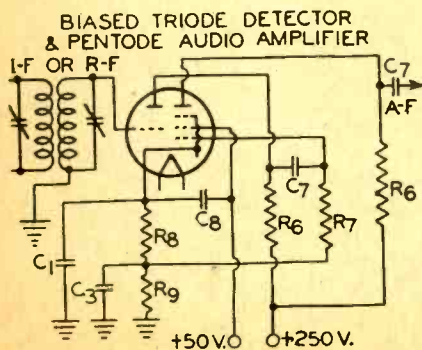 BIASED TRIODE DETECTOR
& PENTODE AUDIO AMPLIFIER
I-F OR R-F
C7
A-F
C7
R6
C8
R6
R7
R8
C1
C3
R9
+50V.
+250V.